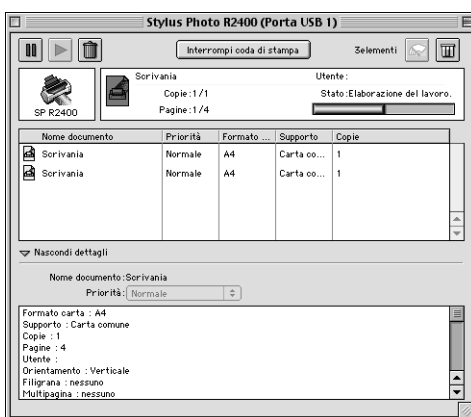 Stylus Photo R2400 (Porta USB 1)
Interrompi coda di stampa
3elementi
SP R2400
Scrivania
Utente:
Copie:1/1
Stato:Elaborazione del lavoro.
Pagine:1/4
Nome documento Priorità Formato ... Supporto Copie
Scrivania Normale A4 Carta co... 1
Scrivania Normale A4 Carta co... 1
Nascondi dettagli
Nome documento:Scrivania
Priorità: Normale
Formato carta : A4
Supporto : Carta comune
Copie : 1
Pagine : 4
Utente :
Orientamento : Verticale
Filigrana : nessuno
Multipagina : nessuno